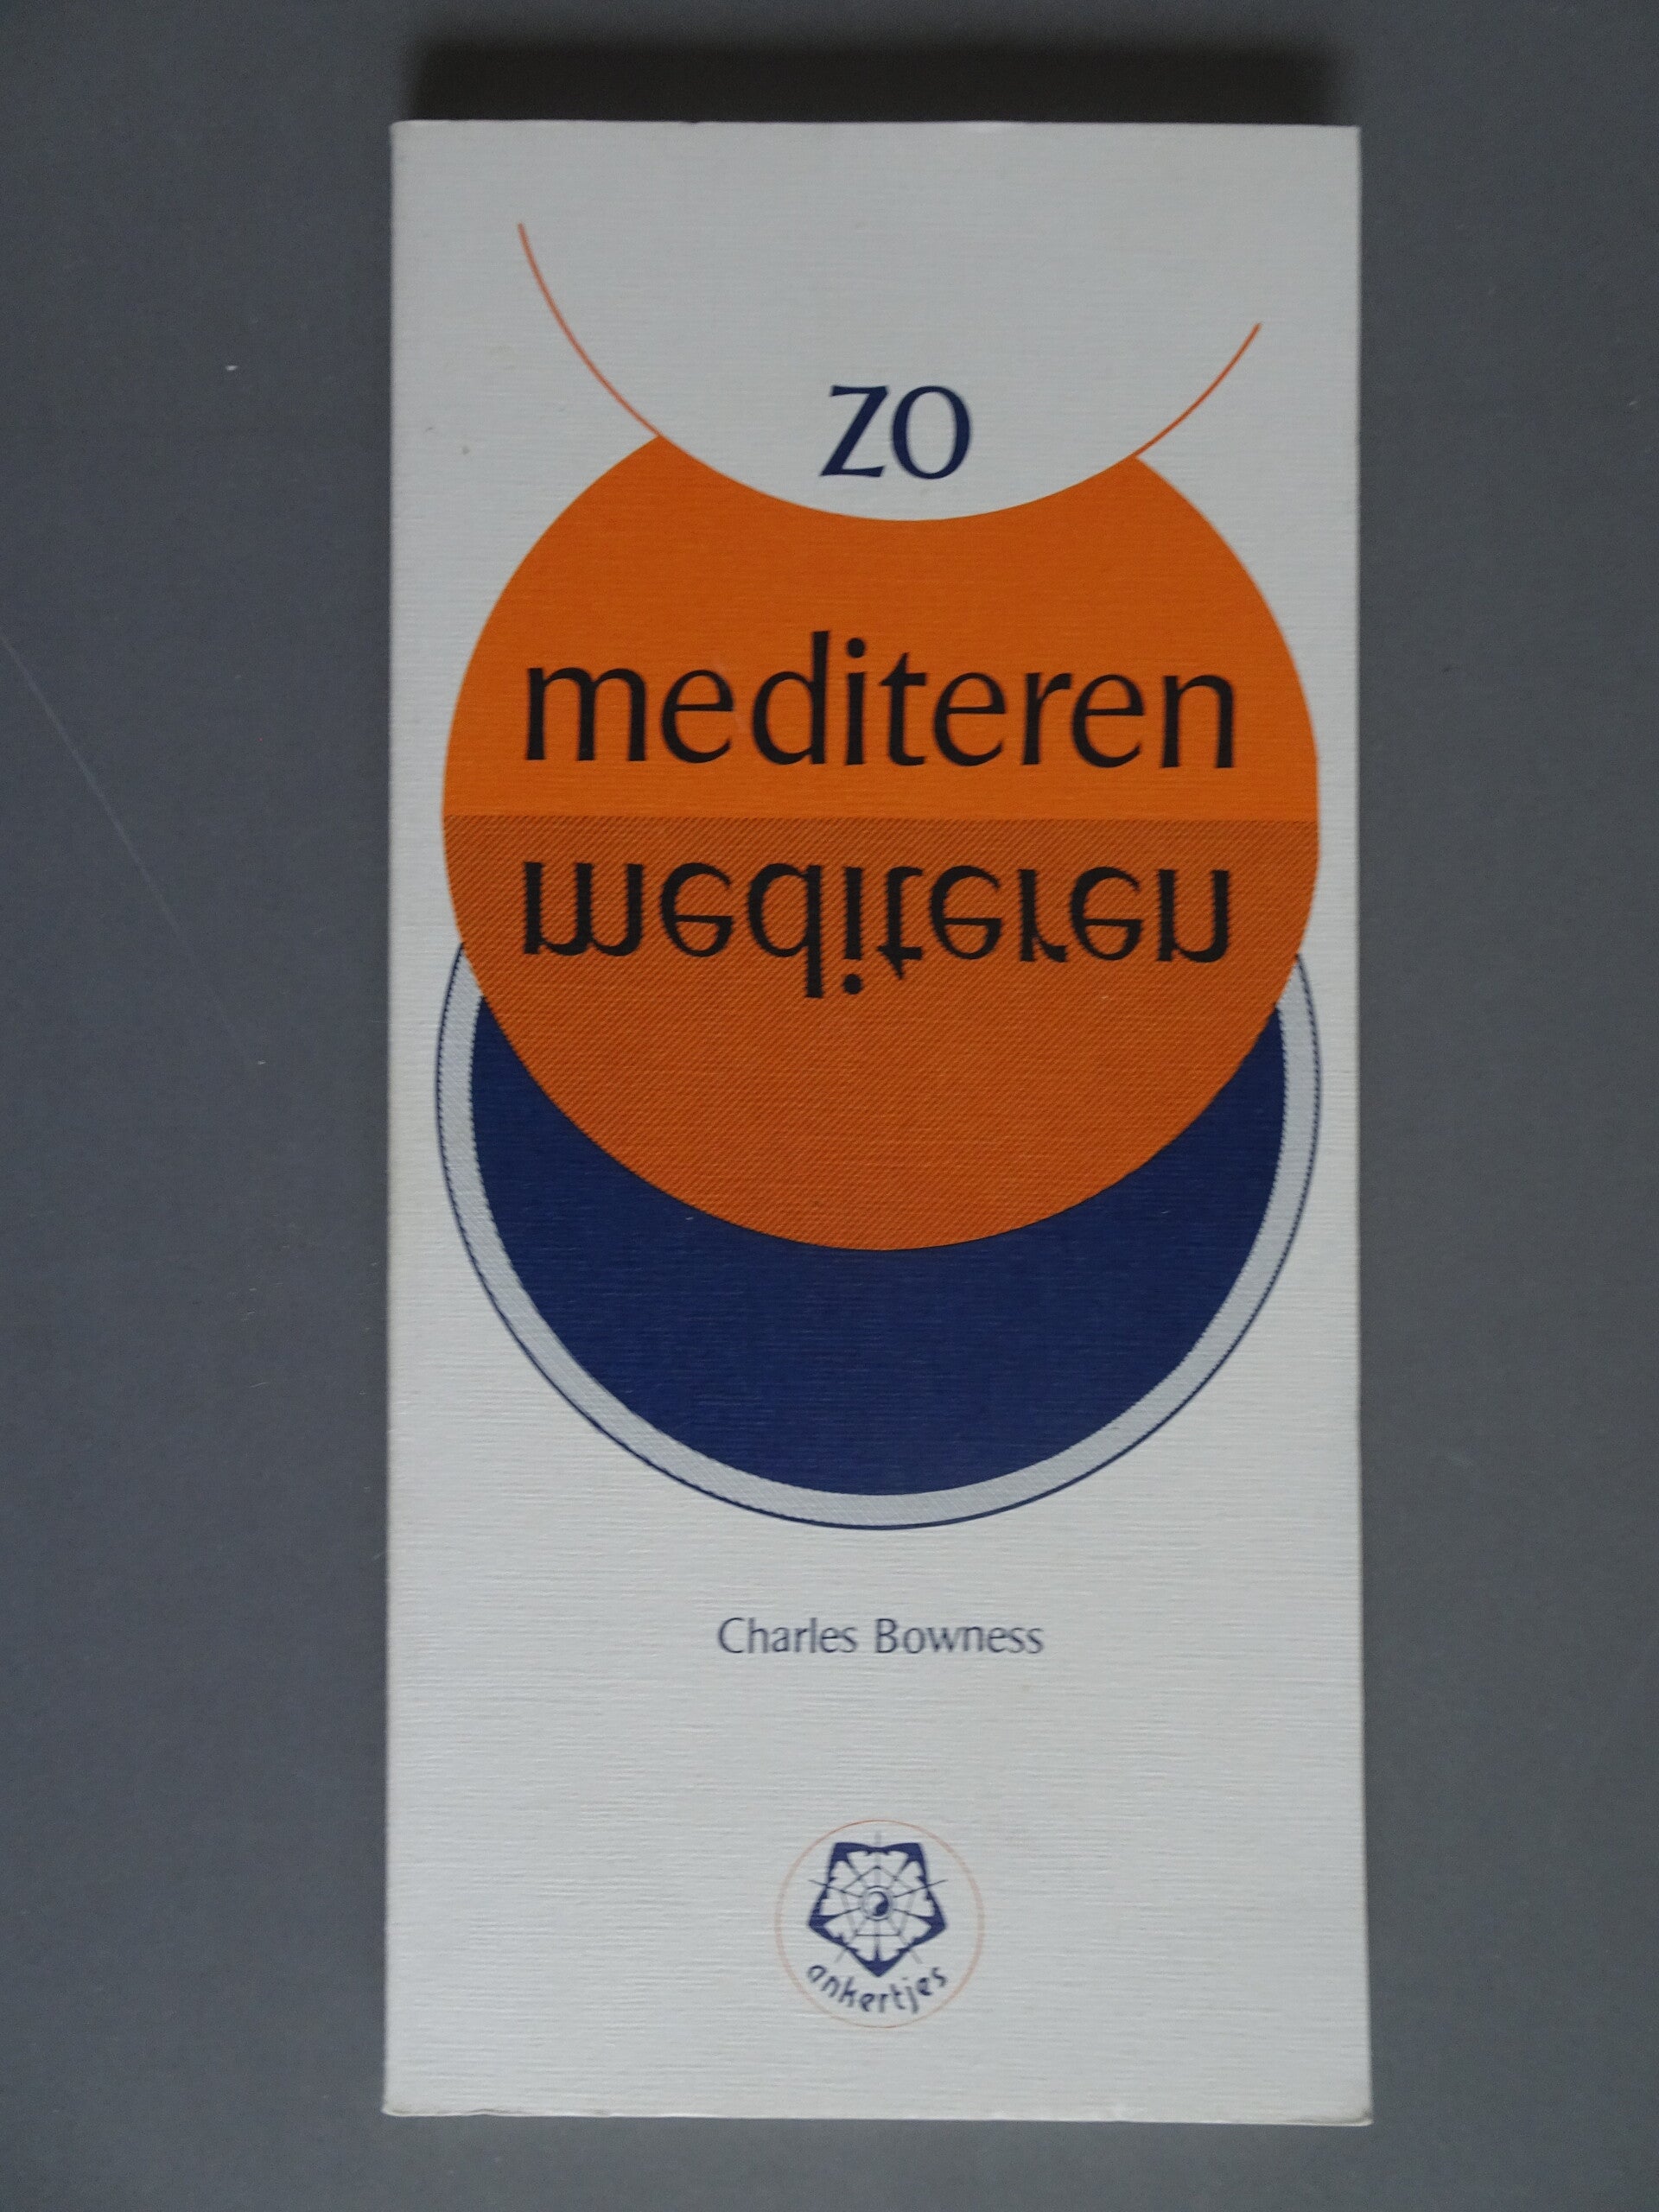 zo
mediteren
mediteren
Charles Bowness
ankertjes